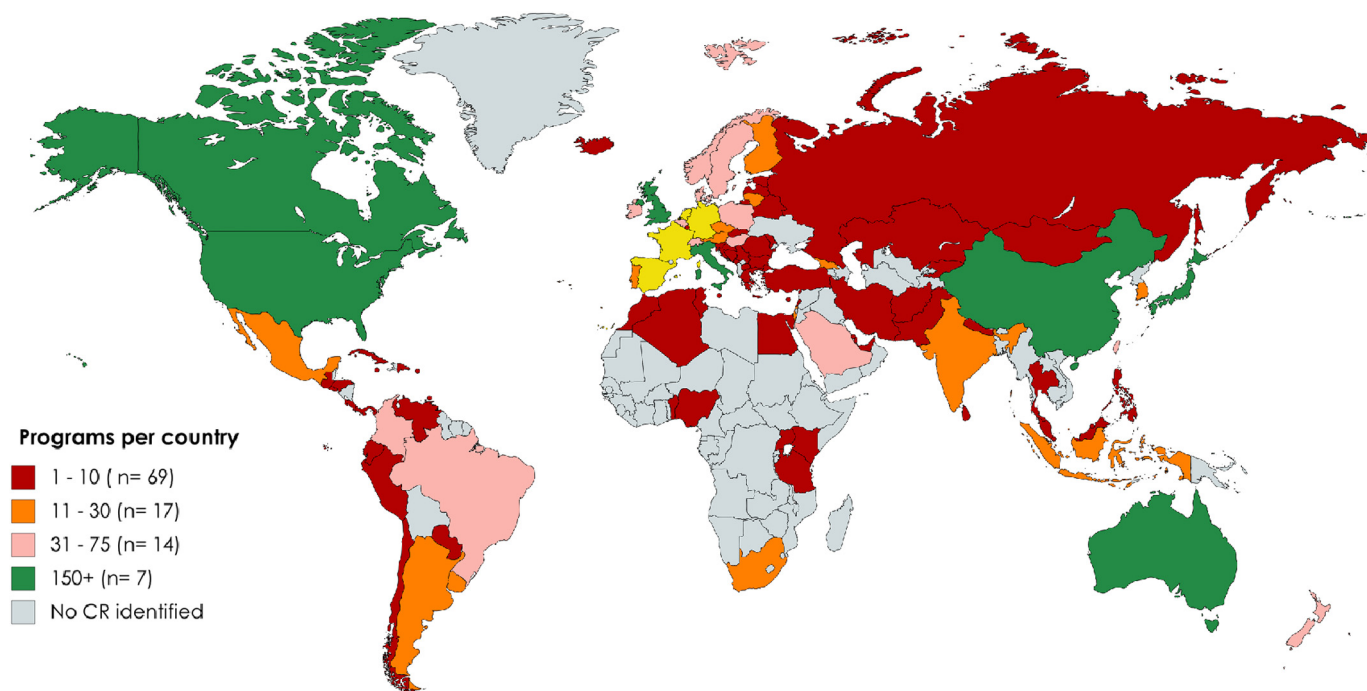 Programs per country
1 - 10 ( n= 69)
11 - 30 (n= 17)
31 - 75 (n= 14)
150+ (n= 7)
No CR identified